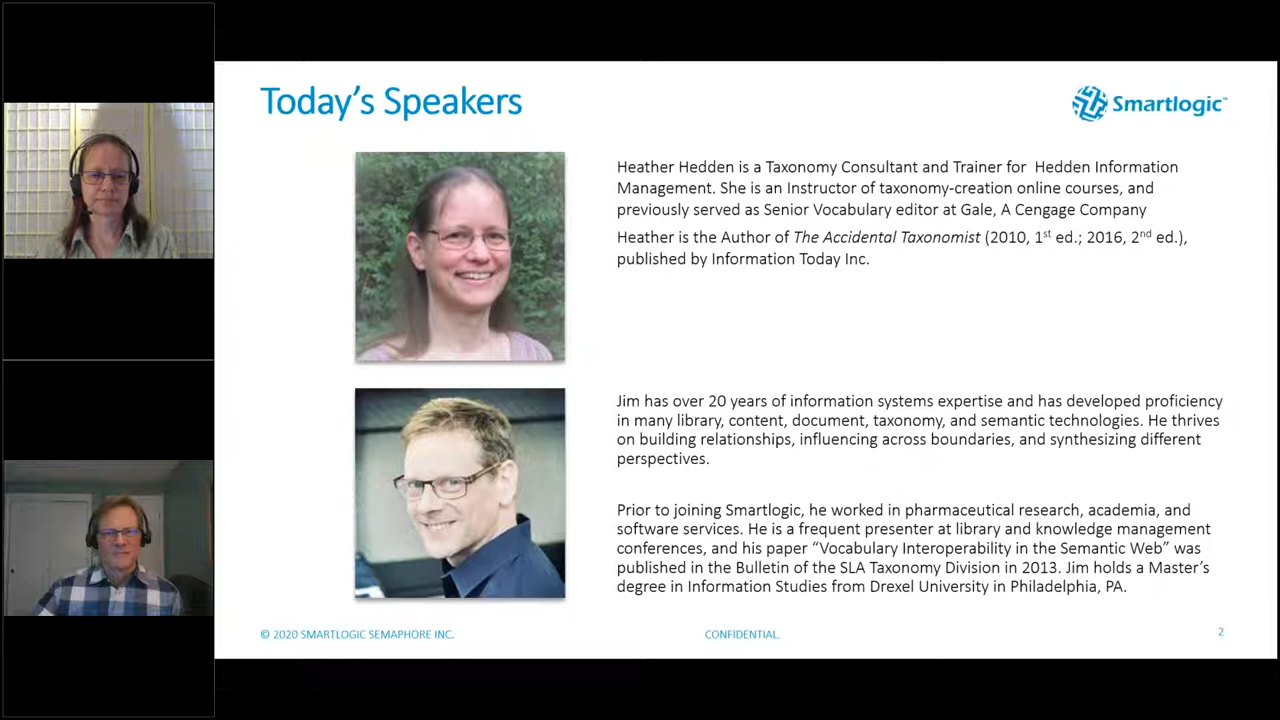 Today's Speakers
Smartlogic™
Heather Hedden is a Taxonomy Consultant and Trainer for Hedden Information
Management. She is an Instructor of taxonomy-creation online courses, and
previously served as Senior Vocabulary editor at Gale, A Cengage Company
Heather is the Author of The Accidental Taxonomist (2010, 1st ed.; 2016, 2nd ed.),
published by Information Today Inc.
Jim has over 20 years of information systems expertise and has developed proficiency
in many library, content, document, taxonomy, and semantic technologies. He thrives
on building relationships, influencing across boundaries, and synthesizing different
perspectives.
Prior to joining Smartlogic, he worked in pharmaceutical research, academia, and
software services. He is a frequent presenter at library and knowledge management
conferences, and his paper “Vocabulary Interoperability in the Semantic Web” was
published in the Bulletin of the SLA Taxonomy Division in 2013. Jim holds a Master's
degree in Information Studies from Drexel University in Philadelphia, PA.
© 2020 SMARTLOGIC SEMAPHORE INC.
CONFIDENTIAL.
2